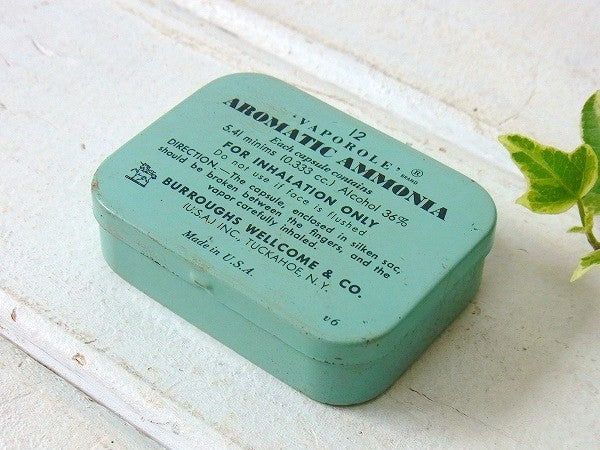 12
'VAPOROLE' ® BRAND
AROMATIC AMMONIA
Each capsule contains
5.41 minims (0.333 cc.) Alcohol 36%
FOR INHALATION ONLY
Do not use if face is flushed
DIRECTION.—The capsule, enclosed in silken sac,
should be broken between the fingers, and the
vapor carefully inhaled.
BURROUGHS WELLCOME & CO.
(U.S.A.) INC., TUCKAHOE, N.Y.
Made in U.S.A.
v6